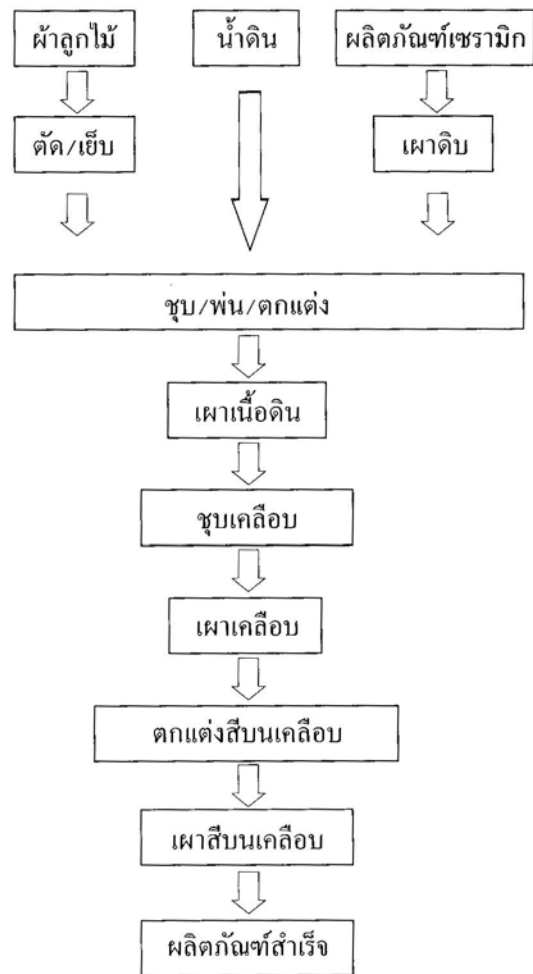 ผ้าลูกไม้
น้ำดิน
ผลิตภัณฑ์เซรามิก
ตัด/เย็บ
เผาดิบ
ชุบ/พ่น/ตกแต่ง
เผาเนื้อดิน
ชุบเคลือบ
เผาเคลือบ
ตกแต่งสีบนเคลือบ
เผาสีบนเคลือบ
ผลิตภัณฑ์สำเร็จ